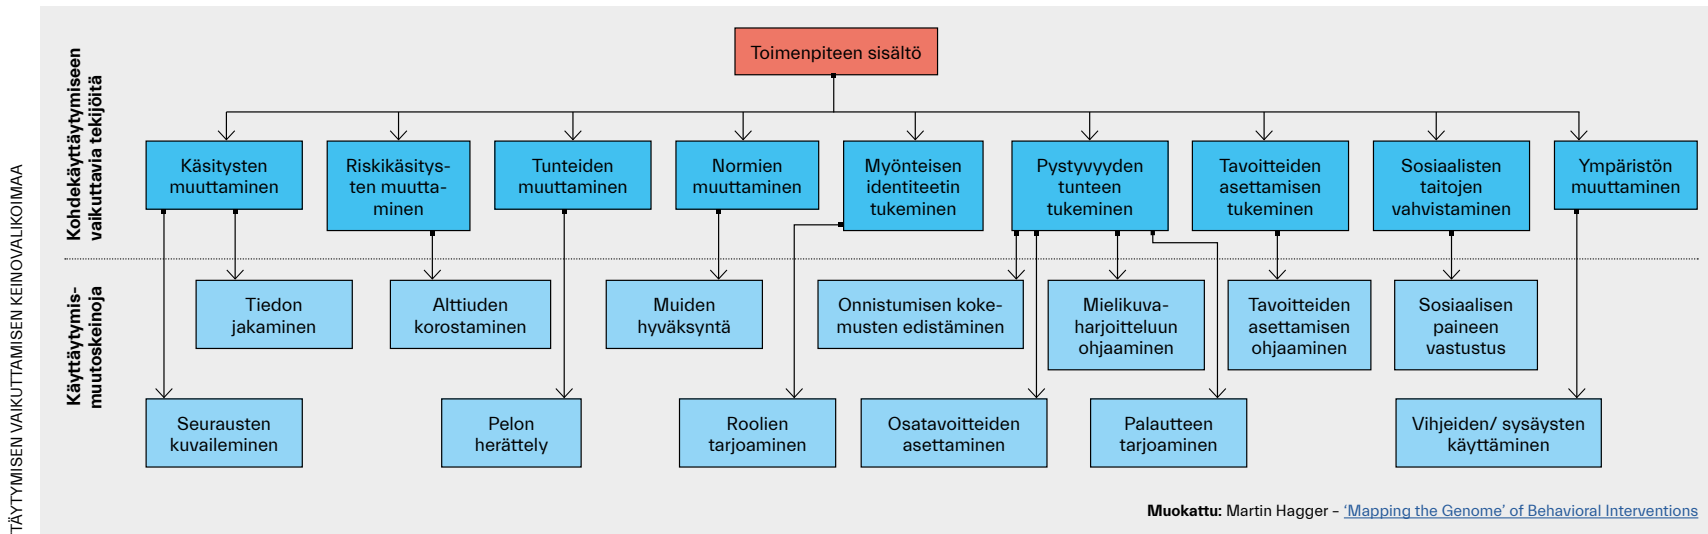 TÄYTYMISEN VAIKUTTAMISEN KEINOVALIKOIMAA
Kohdekäyttäytymiseen
vaikuttavia tekijöitä
Toimenpiteen sisältö
Käsitysten
muuttaminen
Riskikäsitys-
ten muutta-
minen
Tunteiden
muuttaminen
Normien
muuttaminen
Myönteisen
identiteetin
tukeminen
Pystyvyyden
tunteen
tukeminen
Tavoitteiden
asettamisen
tukeminen
Sosiaalisten
taitojen
vahvistaminen
Ympäristön
muuttaminen
Käyttäytymis-
muutoskeinoja
Tiedon
jakaminen
Alttiuden
korostaminen
Muiden
hyväksyntä
Onnistumisen koke-
musten edistäminen
Mielikuva-
harjoitteluun
ohjaaminen
Tavoitteiden
asettamisen
ohjaaminen
Sosiaalisen
paineen
vastustus
Seurausten
kuvaileminen
Pelon
herättely
Roolien
tarjoaminen
Osatavoitteiden
asettaminen
Palautteen
tarjoaminen
Vihjeiden/ sysäysten
käyttäminen
Muokattu: Martin Hagger – ‘Mapping the Genome’ of Behavioral Interventions